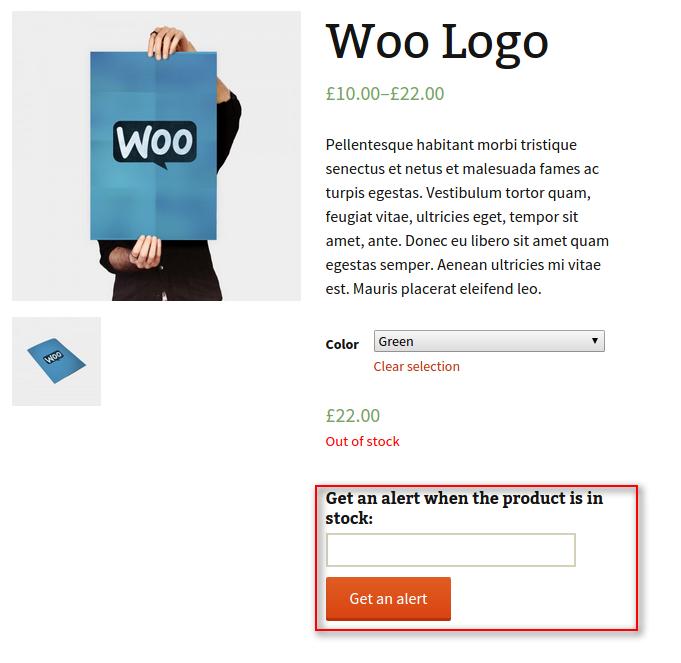 Woo Logo
£10.00–£22.00
Pellentesque habitant morbi tristique
senectus et netus et malesuada fames ac
turpis egestas. Vestibulum tortor quam,
feugiat vitae, ultricies eget, tempor sit
amet, ante. Donec eu libero sit amet quam
egestas semper. Aenean ultricies mi vitae
est. Mauris placerat eleifend leo.
Color Green
Clear selection
£22.00
Out of stock
Get an alert when the product is in
stock:
Get an alert
Woo
Woo